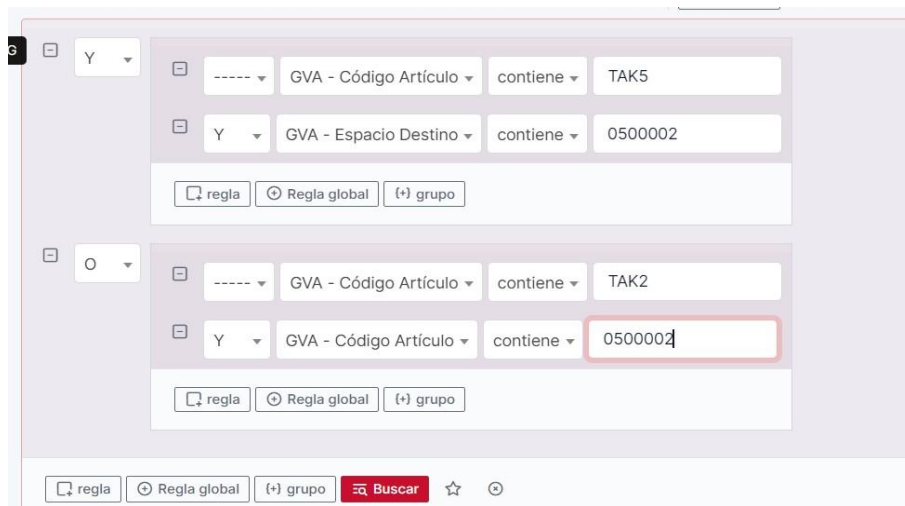 G
Y
----- GVA - Código Artículo contiene TAK5
Y GVA - Espacio Destino contiene 0500002
regla Regla global {+} grupo
O
----- GVA - Código Artículo contiene TAK2
Y GVA - Código Artículo contiene 0500002
regla Regla global {+} grupo
regla Regla global {+} grupo Buscar